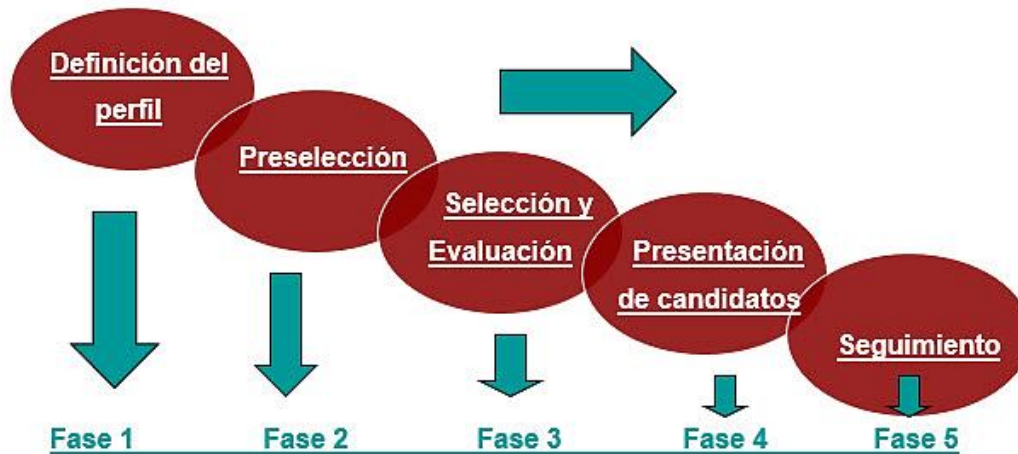 Definición del
perfil
Preselección
Selección y
Evaluación
Presentación
de candidatos
Seguimiento
Fase 1 Fase 2 Fase 3 Fase 4 Fase 5